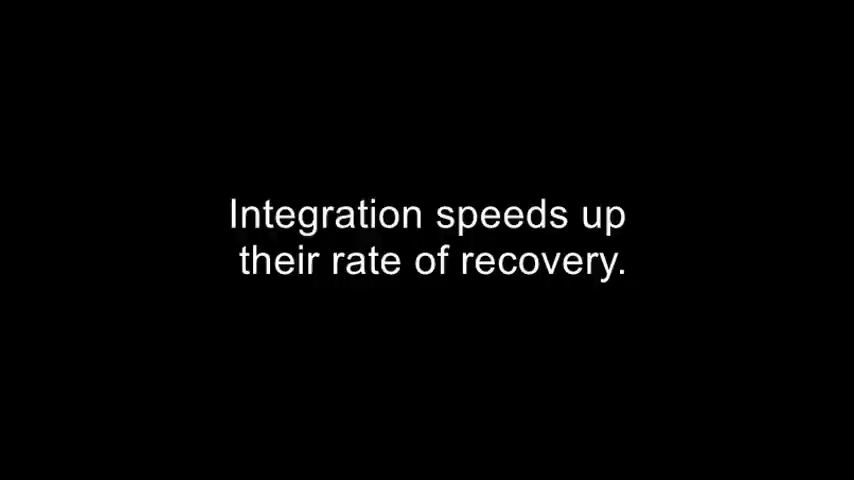 Integration speeds up
their rate of recovery.